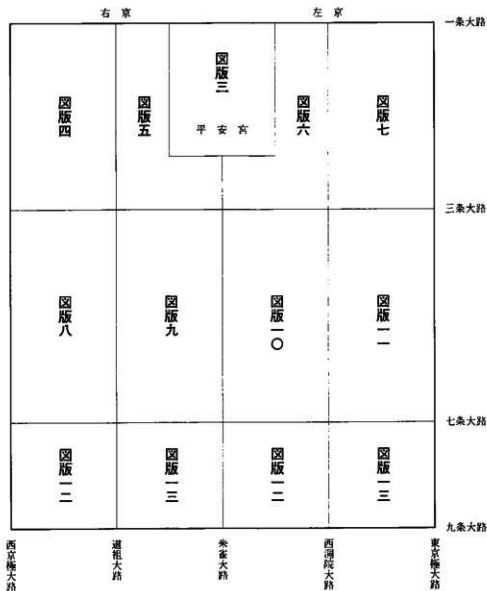 右京
左京
一条大路
図版三
図版四
図版五
図版六
図版七
平安宮
三条大路
図版八
図版九
図版一〇
図版一一
七条大路
図版一二
図版一三
図版一二
図版一三
九条大路
西京極大路
道祖大路
朱雀大路
西洞院大路
東京極大路